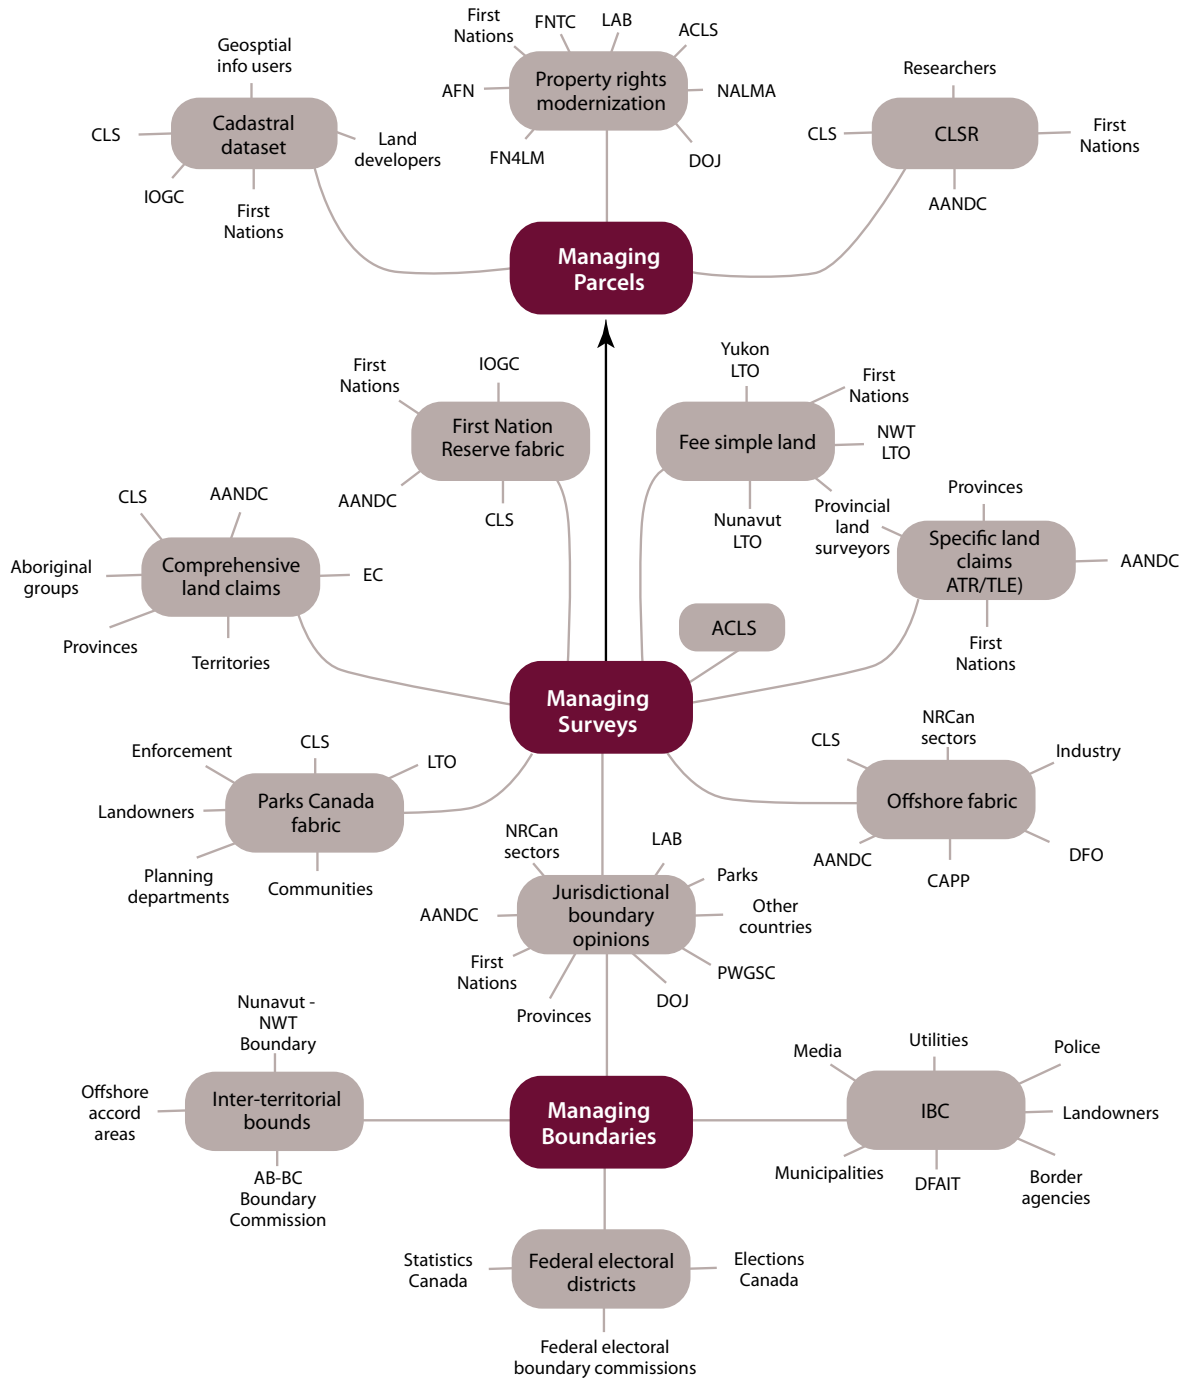 First
Nations
FNTC
LAB
ACLS
Geosptial
info users
Property rights
modernization
AFN
NALMA
Researchers
CLS
Cadastral
dataset
Land
developers
FN4LM
DOJ
CLS
CLSR
First
Nations
IOGC
First
Nations
AANDC
Managing
Parcels
First
Nations
IOGC
Yukon
LTO
First
Nations
First Nation
Reserve fabric
Fee simple land
NWT
LTO
AANDC
CLS
Nunavut
LTO
Provincial
land
surveyors
Provinces
CLS
AANDC
Specific land
claims
ATR/TLE)
AANDC
Aboriginal
groups
Comprehensive
land claims
EC
Provinces
Territories
ACLS
First
Nations
Managing
Surveys
Enforcement
CLS
LTO
CLS
NRCan
sectors
Industry
Landowners
Parks Canada
fabric
Offshore fabric
Planning
departments
Communities
AANDC
CAPP
DFO
NRCan
sectors
LAB
Parks
AANDC
Jurisdictional
boundary
opinions
Other
countries
First
Nations
Provinces
DOJ
PWGSC
Nunavut -
NWT
Boundary
Media
Utilities
Police
Offshore
accord
areas
Inter-territorial
bounds
Managing
Boundaries
IBC
Landowners
AB-BC
Boundary
Commission
Municipalities
DFAIT
Border
agencies
Statistics
Canada
Federal electoral
districts
Elections
Canada
Federal electoral
boundary commissions